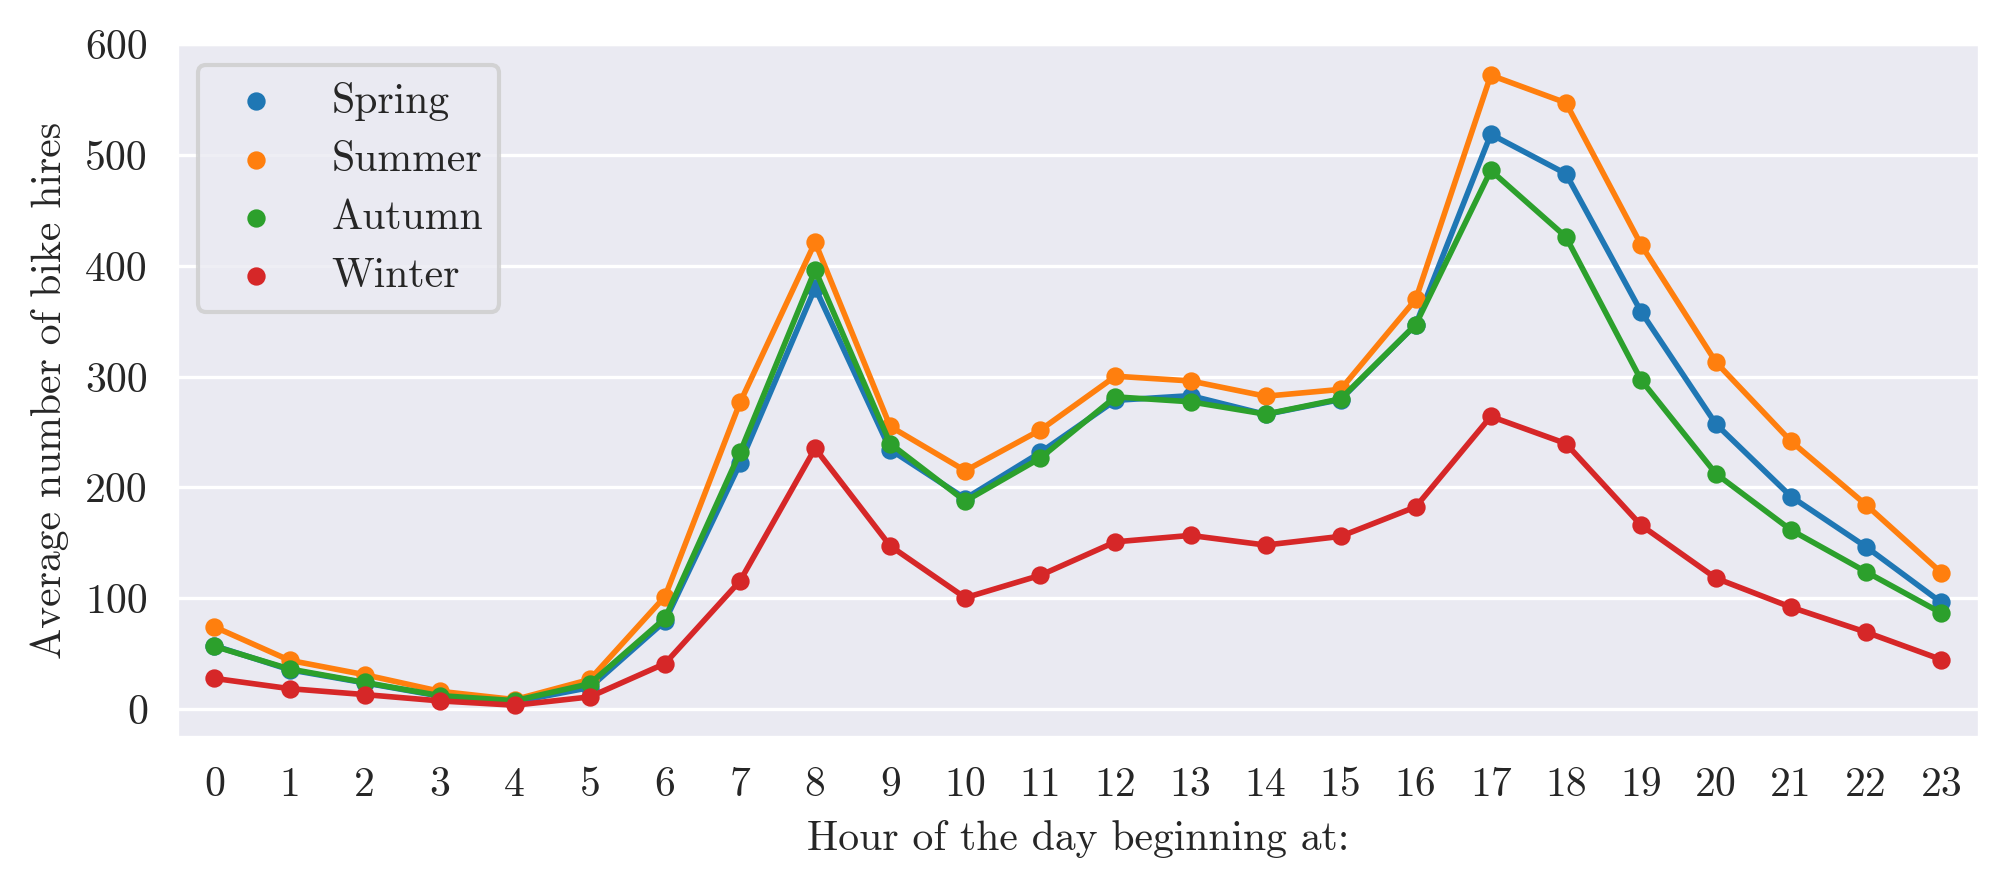 Average number of bike hires
600
500
400
300
200
100
0
Spring
Summer
Autumn
Winter
0 1 2 3 4 5 6 7 8 9 10 11 12 13 14 15 16 17 18 19 20 21 22 23
Hour of the day beginning at: